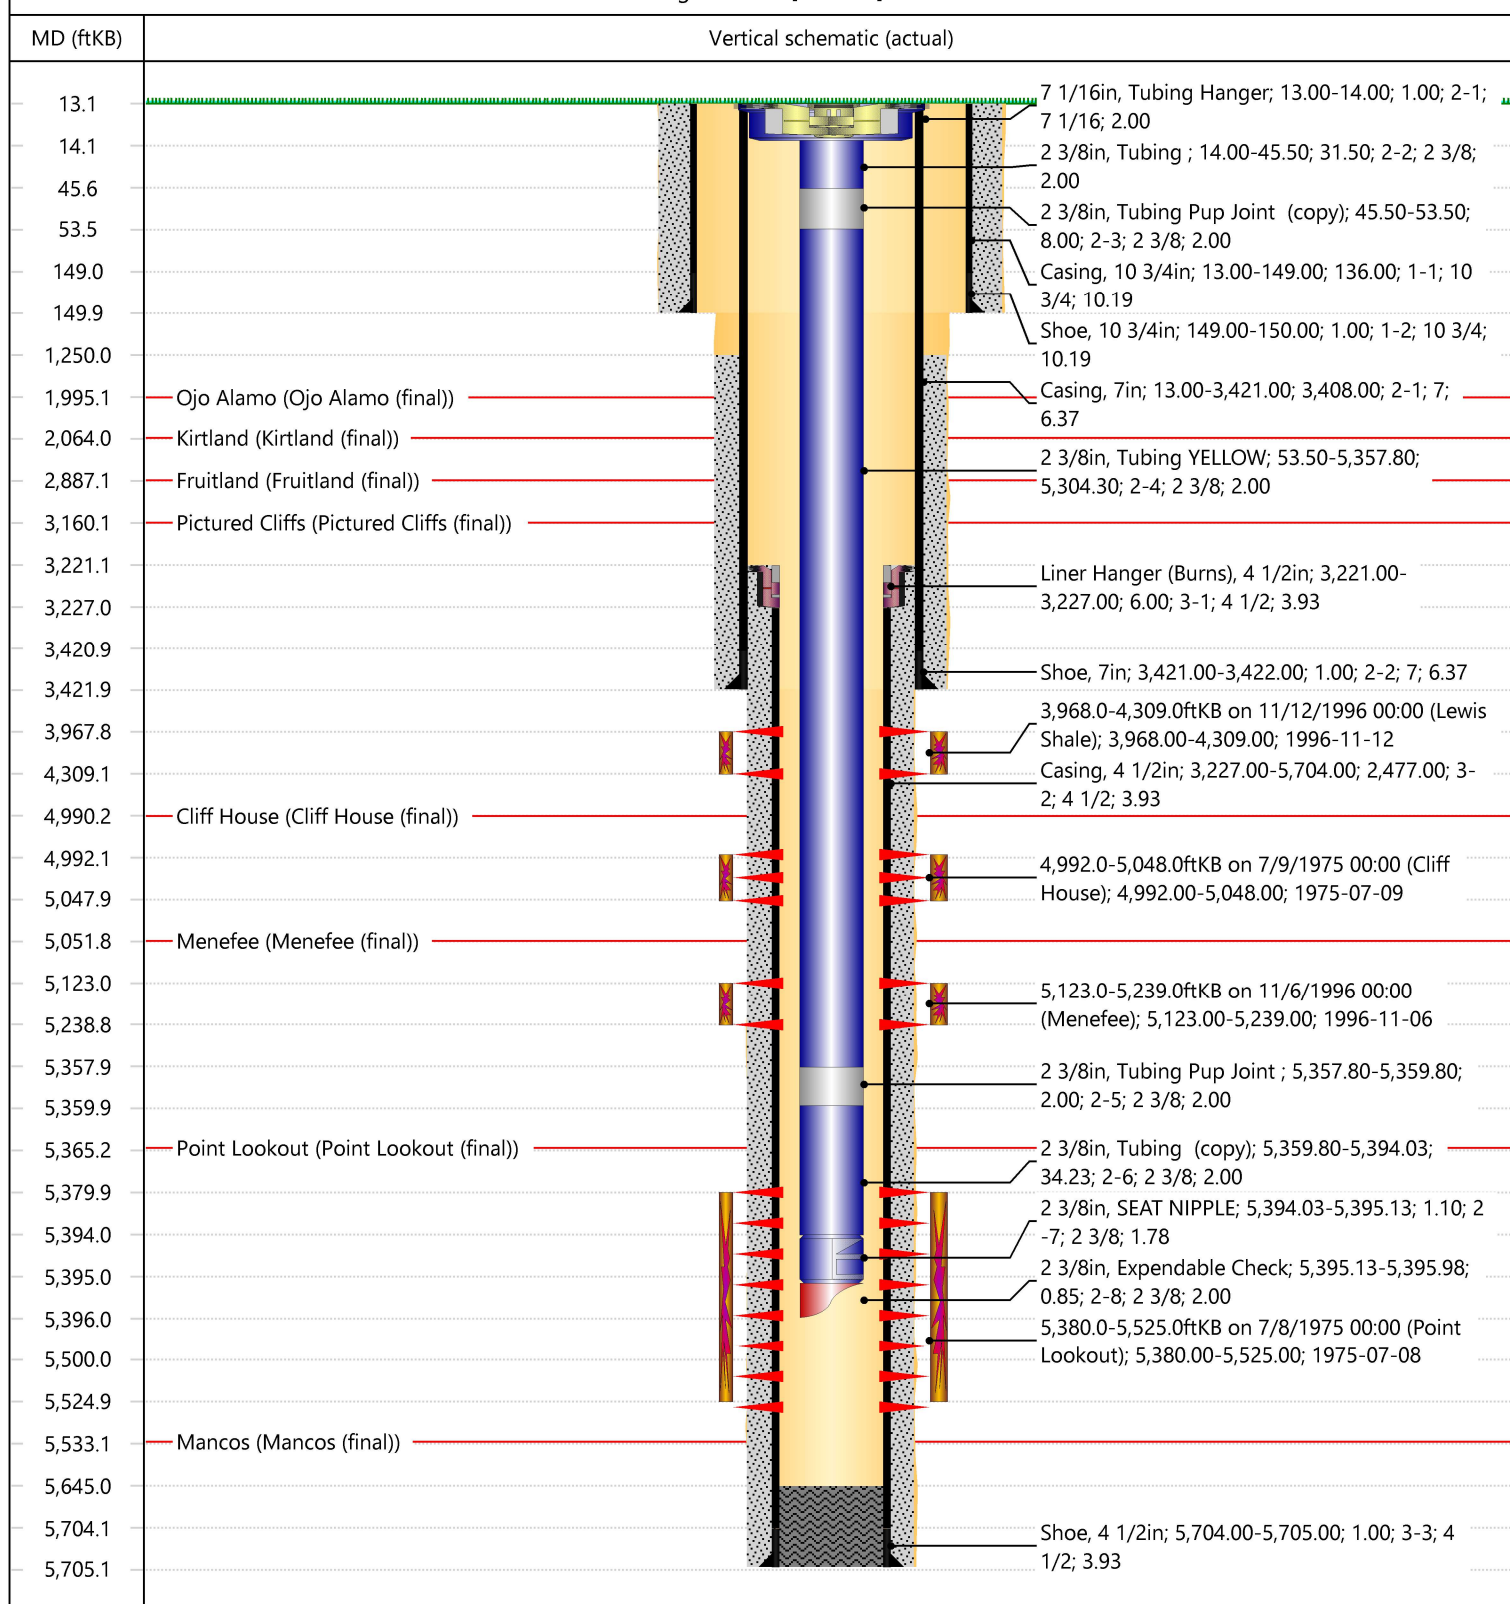 MD (ftKB)
Vertical schematic (actual)
13.1
14.1
45.6
53.5
149.0
149.9
1,250.0
1,995.1
2,064.0
2,887.1
3,160.1
3,221.1
3,227.0
3,420.9
3,421.9
3,967.8
4,309.1
4,990.2
4,992.1
5,047.9
5,051.8
5,123.0
5,238.8
5,357.9
5,359.9
5,365.2
5,379.9
5,394.0
5,395.0
5,396.0
5,500.0
5,524.9
5,533.1
5,645.0
5,704.1
5,705.1
Ojo Alamo (Ojo Alamo (final))
Kirtland (Kirtland (final))
Fruitland (Fruitland (final))
Pictured Cliffs (Pictured Cliffs (final))
Cliff House (Cliff House (final))
Menefee (Menefee (final))
Point Lookout (Point Lookout (final))
Mancos (Mancos (final))
7 1/16in, Tubing Hanger; 13.00-14.00; 1.00; 2-1;
7 1/16; 2.00
2 3/8in, Tubing ; 14.00-45.50; 31.50; 2-2; 2 3/8;
2.00
2 3/8in, Tubing Pup Joint  (copy); 45.50-53.50;
8.00; 2-3; 2 3/8; 2.00
Casing, 10 3/4in; 13.00-149.00; 136.00; 1-1; 10
3/4; 10.19
Shoe, 10 3/4in; 149.00-150.00; 1.00; 1-2; 10 3/4;
10.19
Casing, 7in; 13.00-3,421.00; 3,408.00; 2-1; 7;
6.37
2 3/8in, Tubing YELLOW; 53.50-5,357.80;
5,304.30; 2-4; 2 3/8; 2.00
Liner Hanger (Burns), 4 1/2in; 3,221.00-
3,227.00; 6.00; 3-1; 4 1/2; 3.93
Shoe, 7in; 3,421.00-3,422.00; 1.00; 2-2; 7; 6.37
3,968.0-4,309.0ftKB on 11/12/1996 00:00 (Lewis
Shale); 3,968.00-4,309.00; 1996-11-12
Casing, 4 1/2in; 3,227.00-5,704.00; 2,477.00; 3-
2; 4 1/2; 3.93
4,992.0-5,048.0ftKB on 7/9/1975 00:00 (Cliff
House); 4,992.00-5,048.00; 1975-07-09
5,123.0-5,239.0ftKB on 11/6/1996 00:00
(Menefee); 5,123.00-5,239.00; 1996-11-06
2 3/8in, Tubing Pup Joint ; 5,357.80-5,359.80;
2.00; 2-5; 2 3/8; 2.00
2 3/8in, Tubing  (copy); 5,359.80-5,394.03;
34.23; 2-6; 2 3/8; 2.00
2 3/8in, SEAT NIPPLE; 5,394.03-5,395.13; 1.10; 2
-7; 2 3/8; 1.78
2 3/8in, Expendable Check; 5,395.13-5,395.98;
0.85; 2-8; 2 3/8; 2.00
5,380.0-5,525.0ftKB on 7/8/1975 00:00 (Point
Lookout); 5,380.00-5,525.00; 1975-07-08
Shoe, 4 1/2in; 5,704.00-5,705.00; 1.00; 3-3; 4
1/2; 3.93